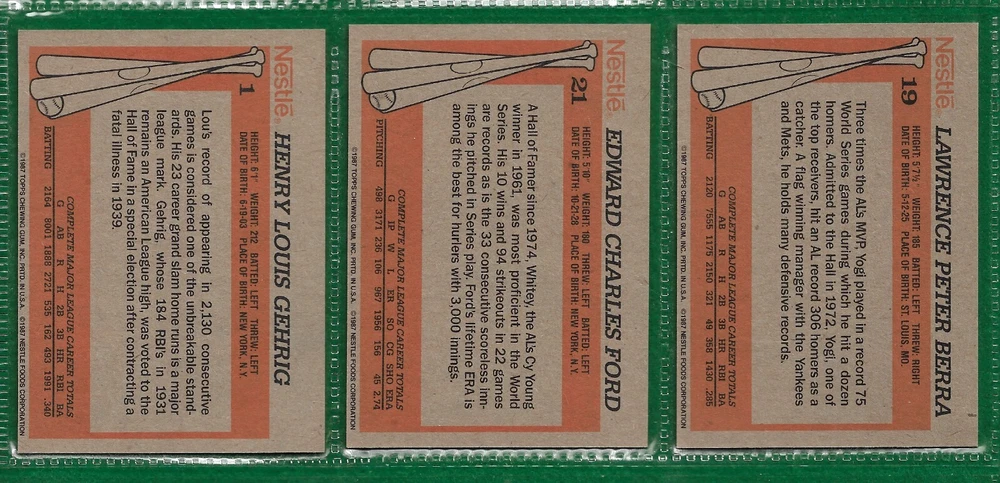 Nestlé
1
HENRY LOUIS GEHRIG
HEIGHT: 6'1" WEIGHT: 212 BATTED: LEFT THREW: LEFT
DATE OF BIRTH: 6-19-03 PLACE OF BIRTH: NEW YORK, N.Y.
Lou's record of appearing in 2,130 consecutive
games is considered one of the unbreakable stand-
ards. His 23 career grand slam home runs is a major
league mark. Gehrig, whose 184 RBI's in 1931
remains an American League high, was voted to the
Hall of Fame in a special election after contracting a
fatal illness in 1939.
COMPLETE MAJOR LEAGUE CAREER TOTALS
G AB R H 2B 3B HR RBI BA
BATTING 2164 8001 1888 2721 535 162 493 1991 .340
©1987 TOPPS CHEWING GUM, INC. PRTD. IN U.S.A. ©1987 NESTLE FOODS CORPORATION
Nestlé
21
EDWARD CHARLES FORD
HEIGHT: 5'10" WEIGHT: 180 THREW: LEFT BATTED: LEFT
DATE OF BIRTH: 10-21-28 PLACE OF BIRTH: NEW YORK, N.Y.
A Hall of Famer since 1974, Whitey, the AL's Cy Young
winner in 1961, was most proficient in the World
Series. His 10 wins and 94 strikeouts in 22 games
are records as is the 33 consecutive scoreless inn-
ings he pitched in Series play. Ford's lifetime ERA is
among the best for hurlers with 3,000 innings.
COMPLETE MAJOR LEAGUE CAREER TOTALS
G IP W L R ER SO CG SHO ERA
PITCHING 498 3171 236 106 967 1956 156 45 2.74
©1987 TOPPS CHEWING GUM, INC. PRTD. IN U.S.A. ©1987 NESTLE FOODS CORPORATION
Nestlé
19
LAWRENCE PETER BERRA
HEIGHT: 5'7½" WEIGHT: 185 BATTED: LEFT THREW: RIGHT
DATE OF BIRTH: 5-12-25 PLACE OF BIRTH: ST. LOUIS, MO.
Three times the AL's MVP, Yogi played in a record 75
World Series games during which he hit a dozen
homers. Admitted to the Hall in 1972, Yogi, one of
the top receivers, hit an AL record 306 homers as a
catcher. A flag winning manager with the Yankees
and Mets, he holds many defensive records.
COMPLETE MAJOR LEAGUE CAREER TOTALS
G AB R H 2B 3B HR RBI BA
BATTING 2120 7555 1175 2150 321 49 358 1430 .285
©1987 TOPPS CHEWING GUM, INC. PRTD. IN U.S.A. ©1987 NESTLE FOODS CORPORATION